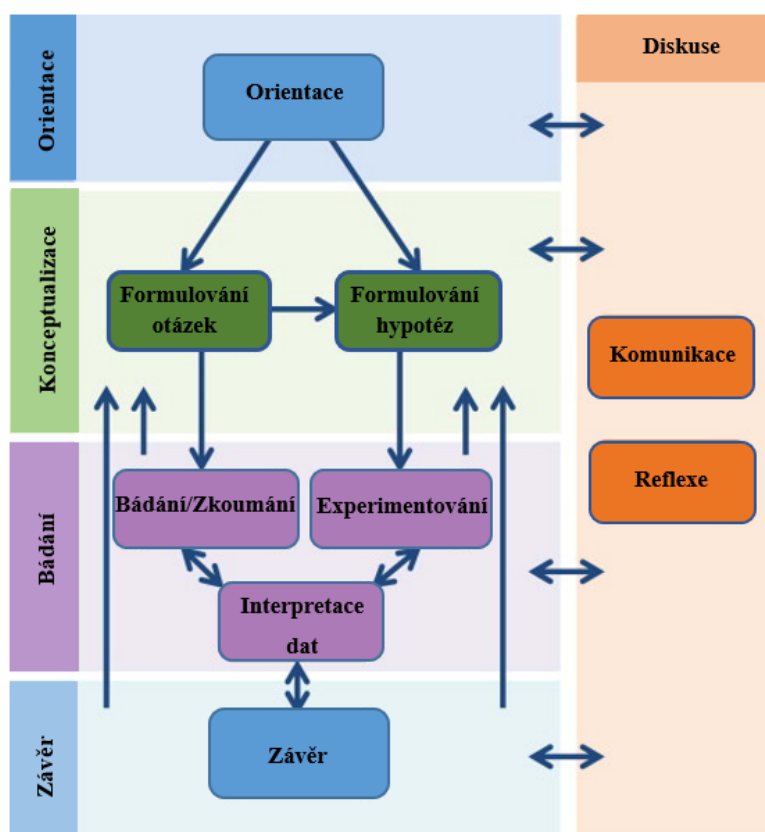 Diskuse
Orientace
Orientace
Konceptualizace
Formulování
otázek
Formulování
hypotéz
Komunikace
Reflexe
Bádání
Bádání/Zkoumání
Experimentování
Interpretace
dat
Závěr
Závěr